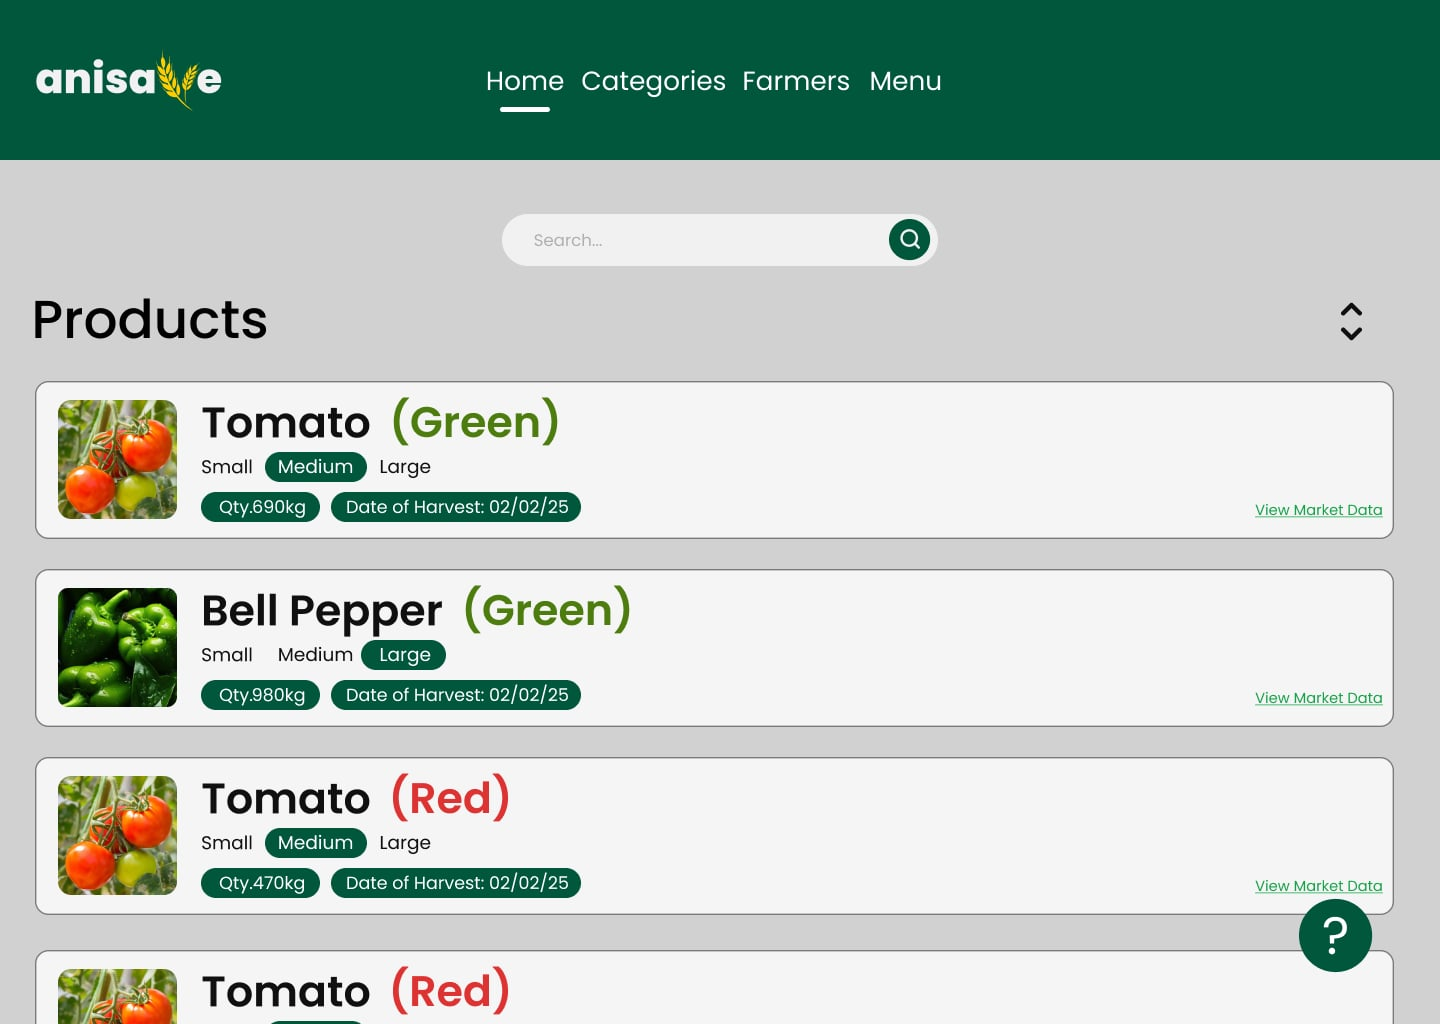 anisave
Home Categories Farmers Menu
Search...
Products
Tomato (Green)
Small Medium Large
Qty.690kg Date of Harvest: 02/02/25
View Market Data
Bell Pepper (Green)
Small Medium Large
Qty.980kg Date of Harvest: 02/02/25
View Market Data
Tomato (Red)
Small Medium Large
Qty.470kg Date of Harvest: 02/02/25
View Market Data
?
Tomato (Red)